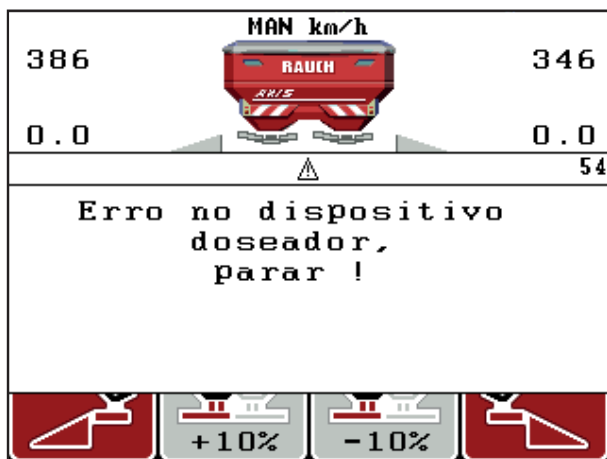 MAN km/h
386
346
RAUCH
AXIS
0.0
0.0
54
Erro no dispositivo
doseador,
parar !
+10%
-10%